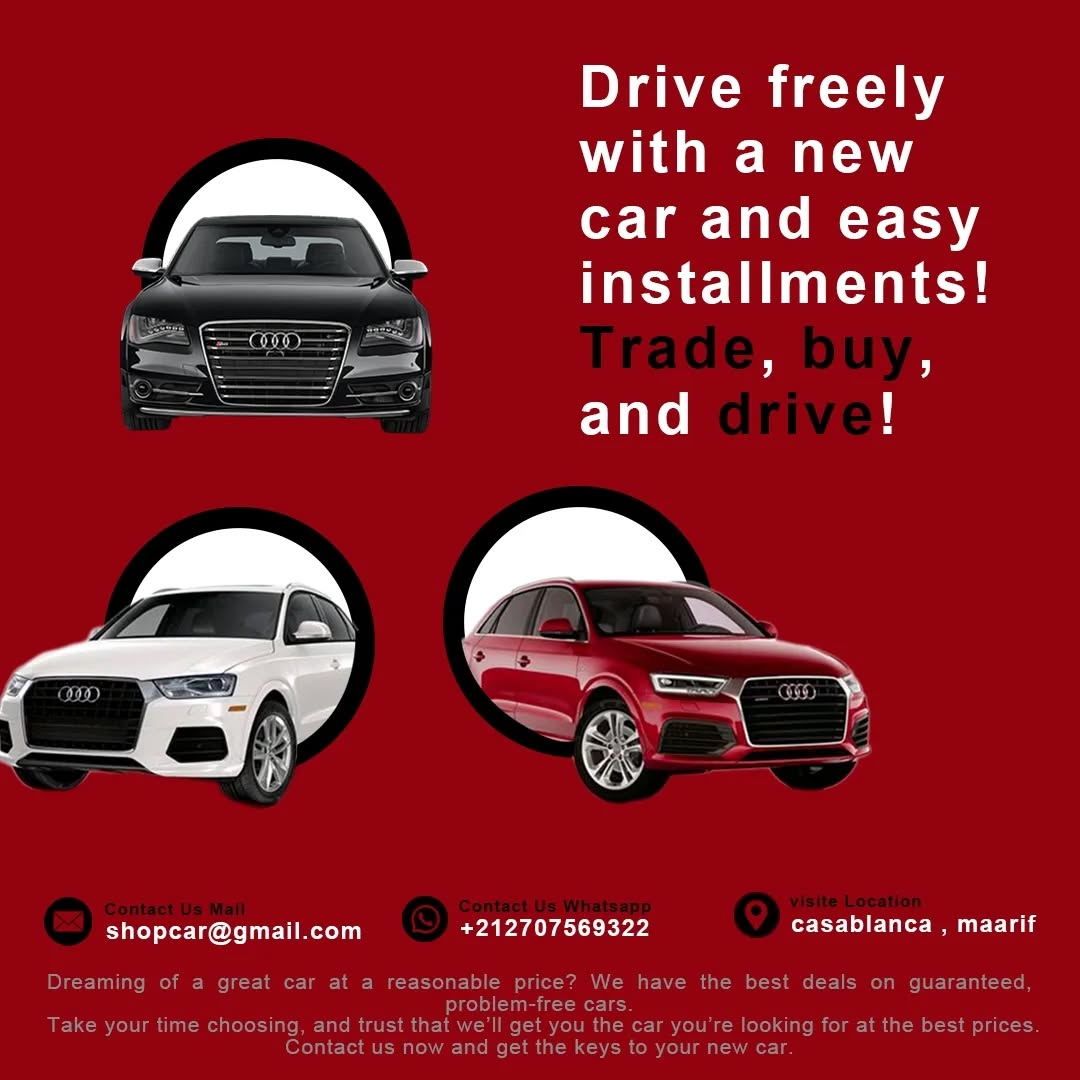 Drive freely
with a new
car and easy
installments!
Trade, buy,
and drive!
Contact Us Mail
shopcar@gmail.com
Contact Us Whatsapp
+212707569322
visite Location
casablanca , maarif
Dreaming of a great car at a reasonable price? We have the best deals on guaranteed,
problem-free cars.
Take your time choosing, and trust that we'll get you the car you're looking for at the best prices.
Contact us now and get the keys to your new car.